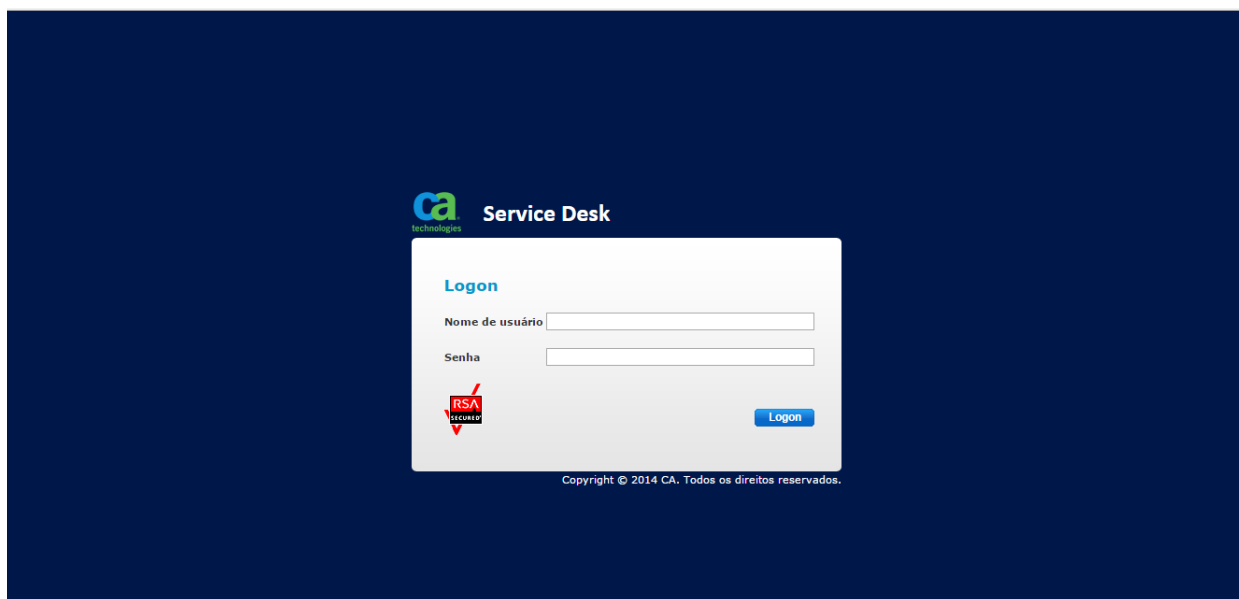 ca
technologies
Service Desk
Logon
Nome de usuário
Senha
RSA
SECURED
Logon
Copyright © 2014 CA. Todos os direitos reservados.